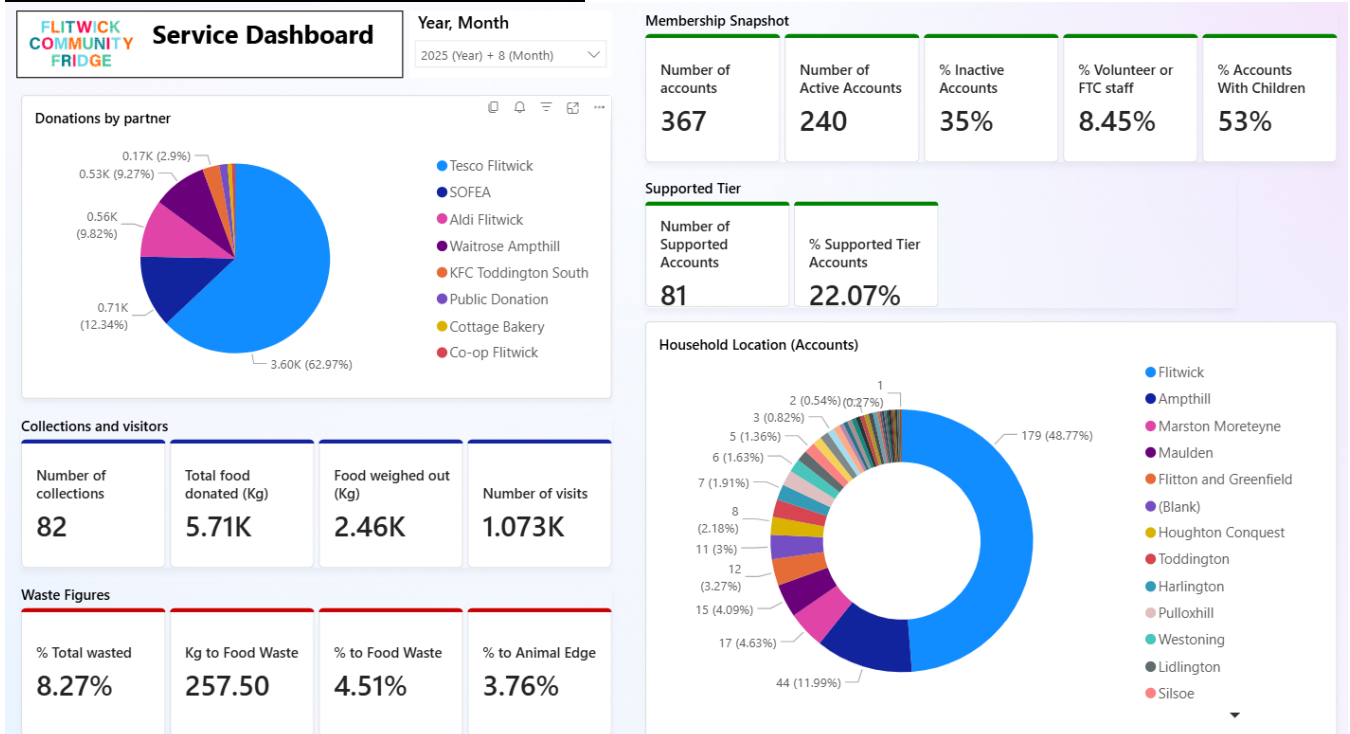 FLITWICK
COMMUNITY
FRIDGE
Service Dashboard
Year, Month
2025 (Year) + 8 (Month)
Donations by partner
0.17K (2.9%)
0.53K (9.27%)
0.56K
(9.82%)
0.71K
(12.34%)
3.60K (62.97%)
Tesco Flitwick
SOFEA
Aldi Flitwick
Waitrose Ampthill
KFC Toddington South
Public Donation
Cottage Bakery
Co-op Flitwick
Collections and visitors
Number of
collections
82
Total food
donated (Kg)
5.71K
Food weighed out
(Kg)
2.46K
Number of visits
1.073K
Waste Figures
% Total wasted
8.27%
Kg to Food Waste
257.50
% to Food Waste
4.51%
% to Animal Edge
3.76%
Membership Snapshot
Number of
accounts
367
Number of
Active Accounts
240
% Inactive
Accounts
35%
% Volunteer or
FTC staff
8.45%
% Accounts
With Children
53%
Supported Tier
Number of
Supported
Accounts
81
% Supported Tier
Accounts
22.07%
Household Location (Accounts)
1
2 (0.54%)
(0.27%)
3 (0.82%)
5 (1.36%)
6 (1.63%)
7 (1.91%)
8
(2.18%)
11 (3%)
12
(3.27%)
15 (4.09%)
17 (4.63%)
44 (11.99%)
179 (48.77%)
Flitwick
Ampthill
Marston Moreteyne
Maulden
Flitton and Greenfield
(Blank)
Houghton Conquest
Toddington
Harlington
Pulloxhill
Westoning
Lidlington
Silsoe